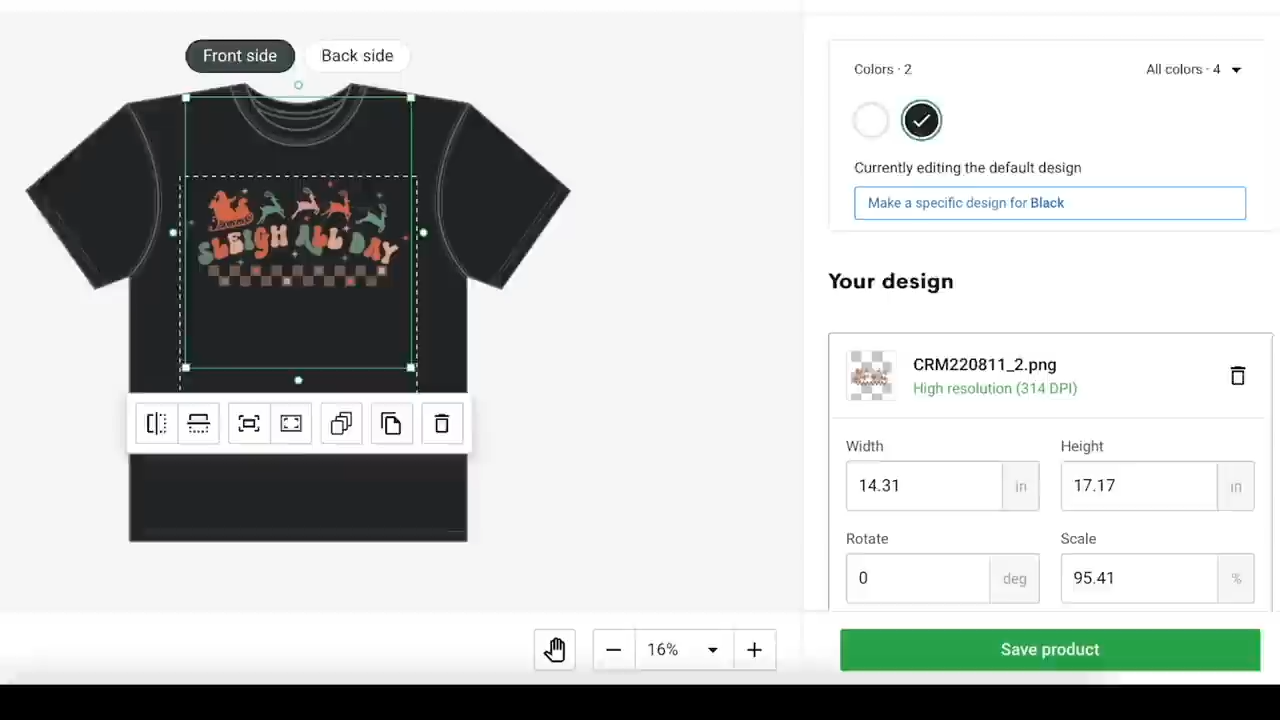 Front side
Back side
SLEIGH ALL DAY
16%
Colors · 2
All colors · 4
Currently editing the default design
Make a specific design for Black
Your design
CRM220811_2.png
High resolution (314 DPI)
Width
Height
14.31 in
17.17 in
Rotate
Scale
0 deg
95.41 %
Save product